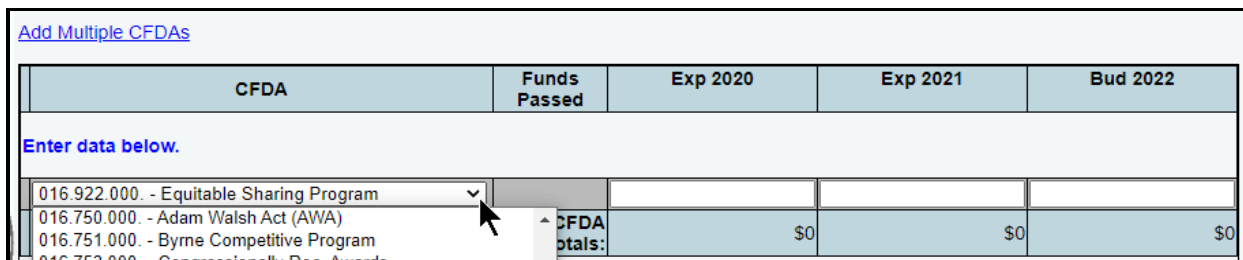 Add Multiple CFDAs
CFDA Funds Passed Exp 2020 Exp 2021 Bud 2022
Enter data below.
016.922.000. - Equitable Sharing Program
016.750.000. - Adam Walsh Act (AWA)
016.751.000. - Byrne Competitive Program
CFDA
$0 $0 $0